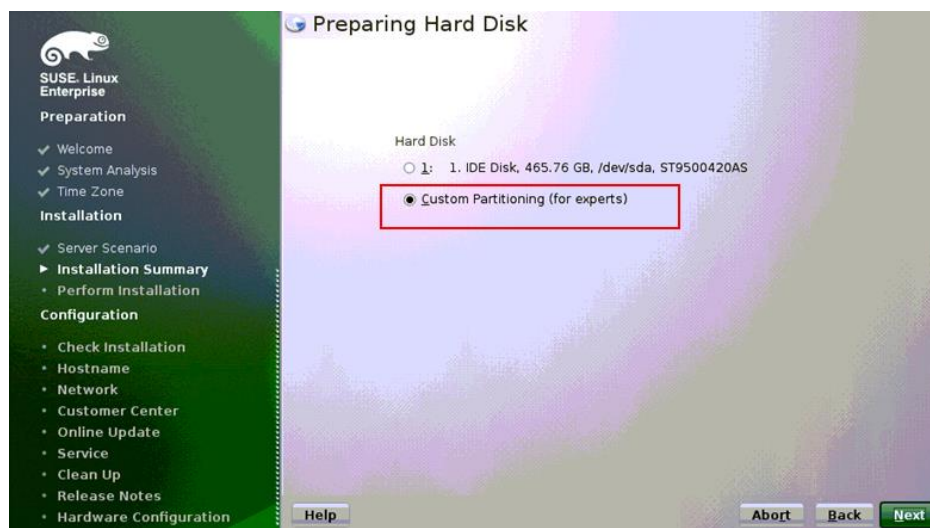 SUSE. Linux
Enterprise
Preparation
Welcome
System Analysis
Time Zone
Installation
Server Scenario
Installation Summary
Perform Installation
Configuration
Check Installation
Hostname
Network
Customer Center
Online Update
Service
Clean Up
Release Notes
Hardware Configuration
Preparing Hard Disk
Hard Disk
1: 1. IDE Disk, 465.76 GB, /dev/sda, ST9500420AS
Custom Partitioning (for experts)
Help
Abort
Back
Next